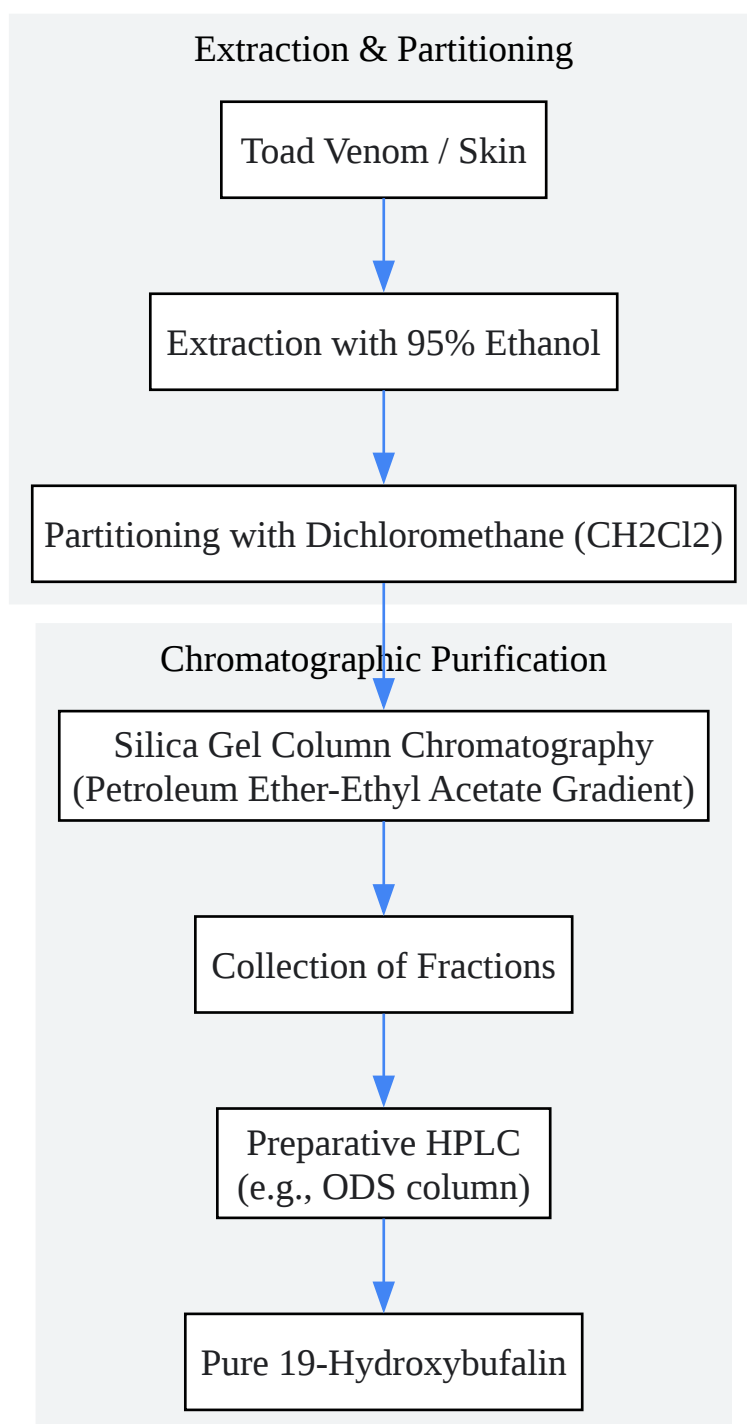 Extraction & Partitioning
Toad Venom / Skin
Extraction with 95% Ethanol
Partitioning with Dichloromethane (CH2Cl2)
Chromatographic Purification
Silica Gel Column Chromatography
(Petroleum Ether-Ethyl Acetate Gradient)
Collection of Fractions
Preparative HPLC
(e.g., ODS column)
Pure 19-Hydroxybufalin